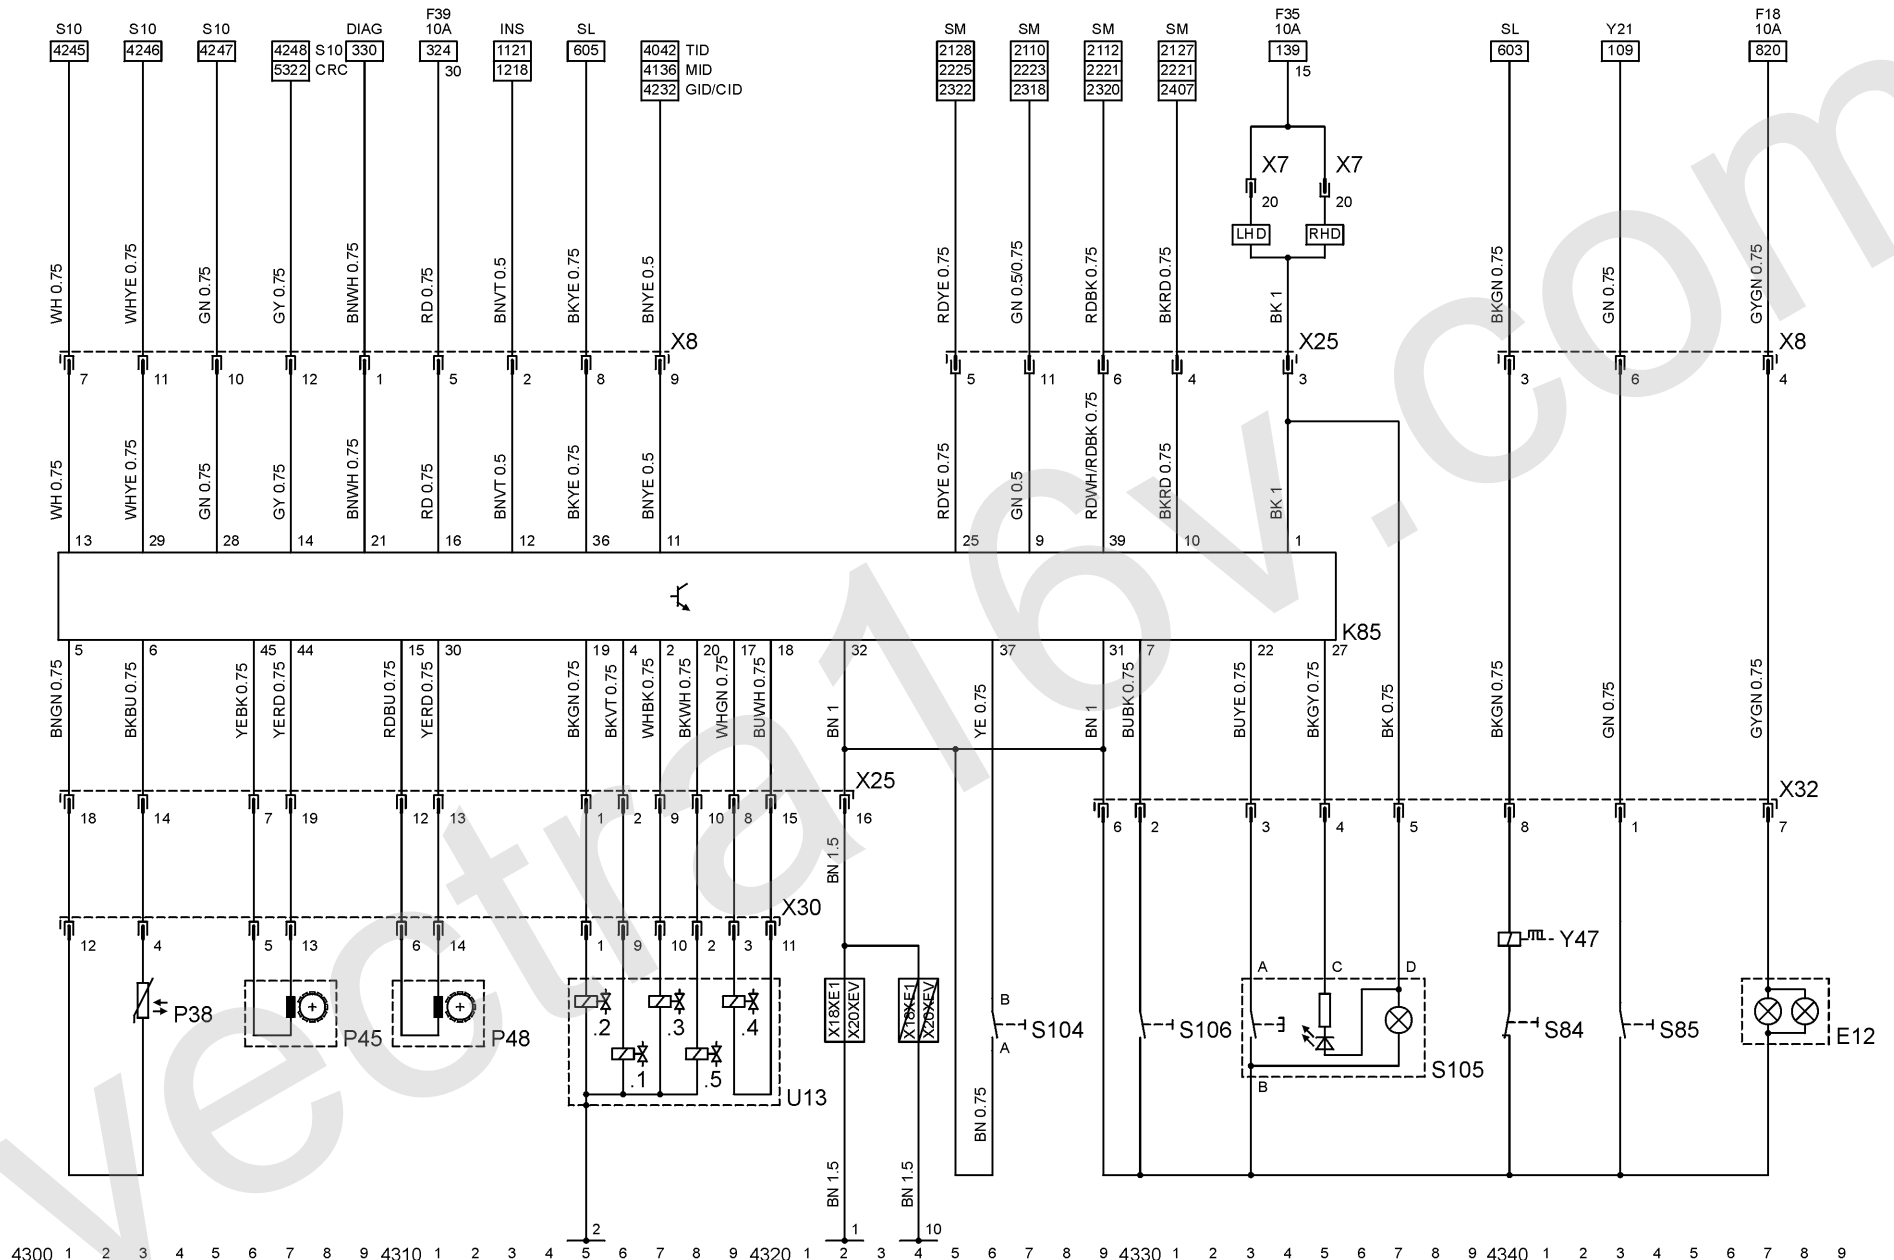 S10 S10 S10 DIAG F39 10A INS SL SM SM SM SM F35 10A SL Y21 F18 10A
4245 4246 4247 4248 S10 330 324 1121 605 4042 TID 2128 2110 2112 2127 139 603 109 820
5322 CRC 30 1218 4136 MID 2225 2223 2221 2221 15
4232 GID/CID 2322 2318 2320 2407
X7 X7
20 20
LHD RHD
WH 0.75 WHYE 0.75 GN 0.75 GY 0.75 BNWH 0.75 RD 0.75 BNVT 0.5 BKYE 0.75 BNYE 0.5 RDYE 0.75 GN 0.5/0.75 RDBK 0.75 BKRD 0.75 BK 1 BKGN 0.75 GN 0.75 GYGN 0.75
X8 X25 X8
7 11 10 12 1 5 2 8 9 5 11 6 4 3 3 6 4
WH 0.75 WHYE 0.75 GN 0.75 GY 0.75 BNWH 0.75 RD 0.75 BNVT 0.5 BKYE 0.75 BNYE 0.5 RDYE 0.75 GN 0.5 RDWH/RDBK 0.75 BKRD 0.75 BK 1
13 29 28 14 21 16 12 36 11 25 9 39 10 1
K85
5 6 45 44 15 30 19 4 2 20 17 18 32 37 31 7 22 27
BNGN 0.75 BKBU 0.75 YEBK 0.75 YERD 0.75 RDBU 0.75 YERD 0.75 BKGN 0.75 BKVT 0.75 WHBK 0.75 BKWH 0.75 WHGN 0.75 BUWH 0.75 BN 1 YE 0.75 BN 1 BUBK 0.75 BUYE 0.75 BKGY 0.75 BK 0.75 BKGN 0.75 GN 0.75 GYGN 0.75
X25 X32
18 14 7 19 12 13 1 2 9 10 8 15 16 6 2 3 4 5 8 1 7
BN 1.5
X30
12 4 5 13 6 14 1 9 10 2 3 11
Y47
A C D
P38 P45 P48 .2 .3 .4 X18XE1 X20XEV X18XE1 X20XEV B S104 A S106 S84 S85 E12
.1 .5 U13 S105
B
BN 0.75
BN 1.5 BN 1.5
2 1 10
4300 1 2 3 4 5 6 7 8 9 4310 1 2 3 4 5 6 7 8 9 4320 1 2 3 4 5 6 7 8 9 4330 1 2 3 4 5 6 7 8 9 4340 1 2 3 4 5 6 7 8 9
vectra16v.com